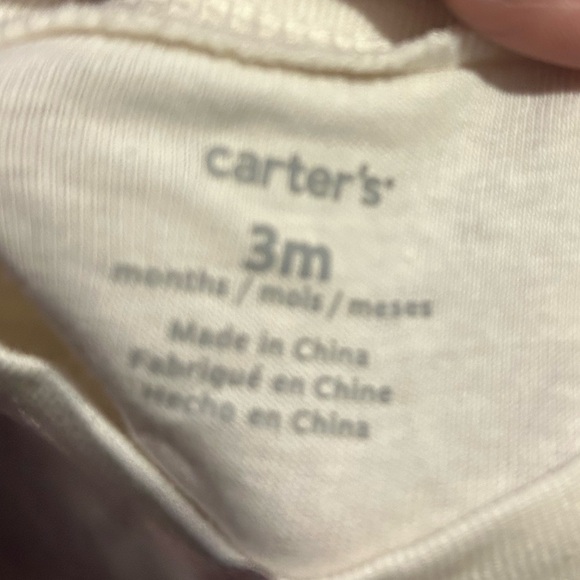 carter's
3m
months / mois / meses
Made in China
Fabriqué en Chine
Hecho en China